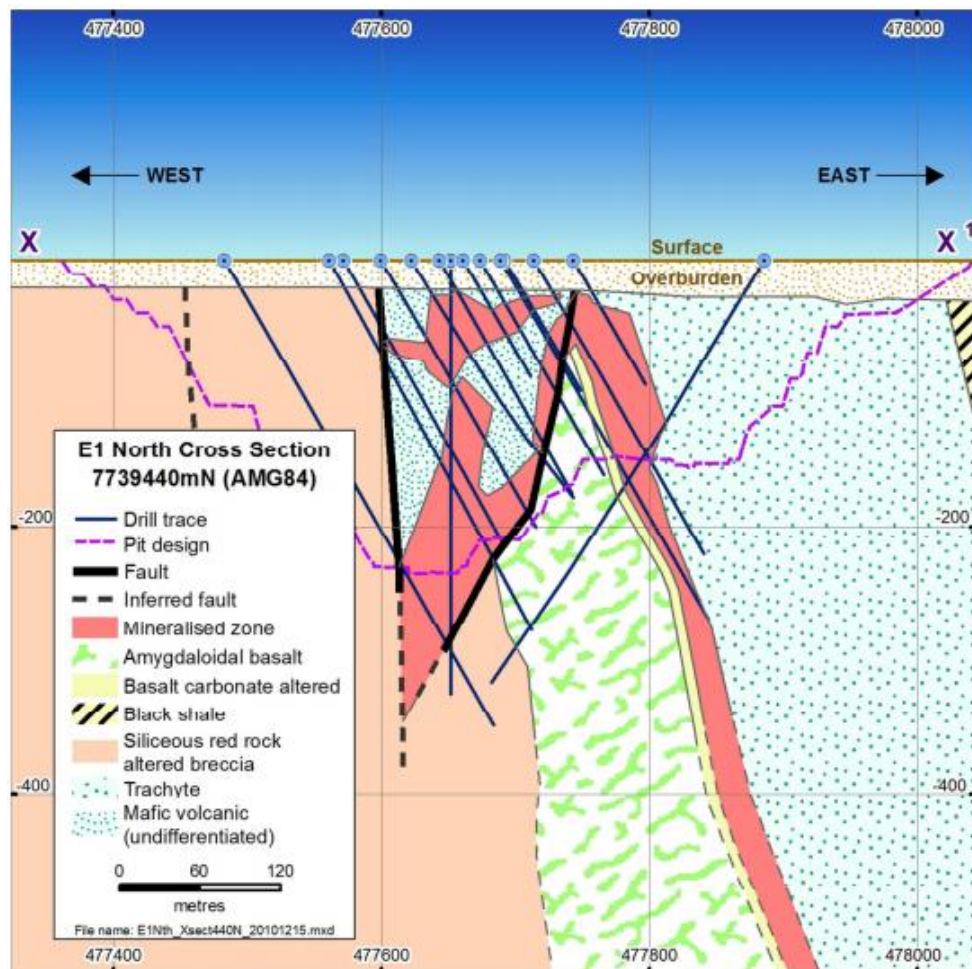 477400 477600 477800 478000
WEST EAST
X X 1
Surface
Overburden
E1 North Cross Section
7739440mN (AMG84)
Drill trace
Pit design
Fault
Inferred fault
Mineralised zone
Amygdaloidal basalt
Basalt carbonate altered
Black shale
Siliceous red rock
altered breccia
Trachyte
Mafic volcanic
(undifferentiated)
0 60 120
metres
File name: E1Nth_Xsect440N_20101215.mxd
-200 -200
-400 -400
477400 477600 477800 478000